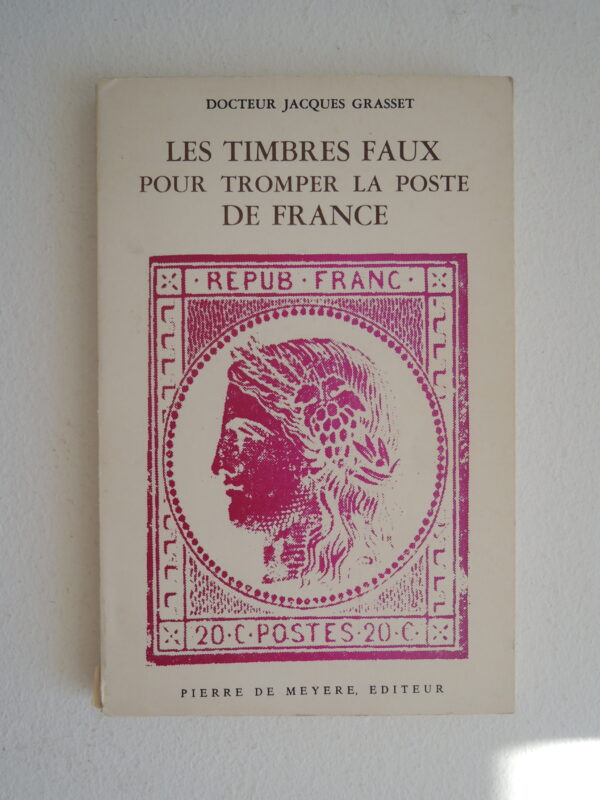 DOCTEUR JACQUES GRASSET
LES TIMBRES FAUX
POUR TROMPER LA POSTE
DE FRANCE
· REPUB · FRANC ·
20 · C · POSTES · 20 · C ·
PIERRE DE MEYERE, EDITEUR